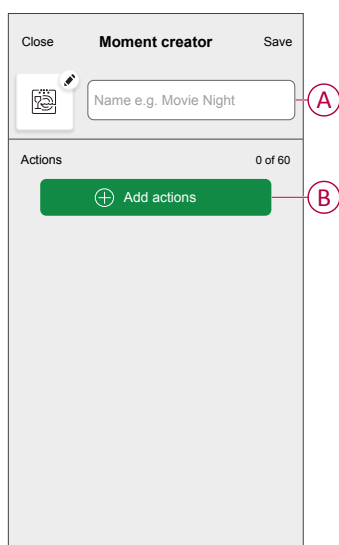 Close Moment creator Save
Name e.g. Movie Night
A
Actions 0 of 60
Add actions
B